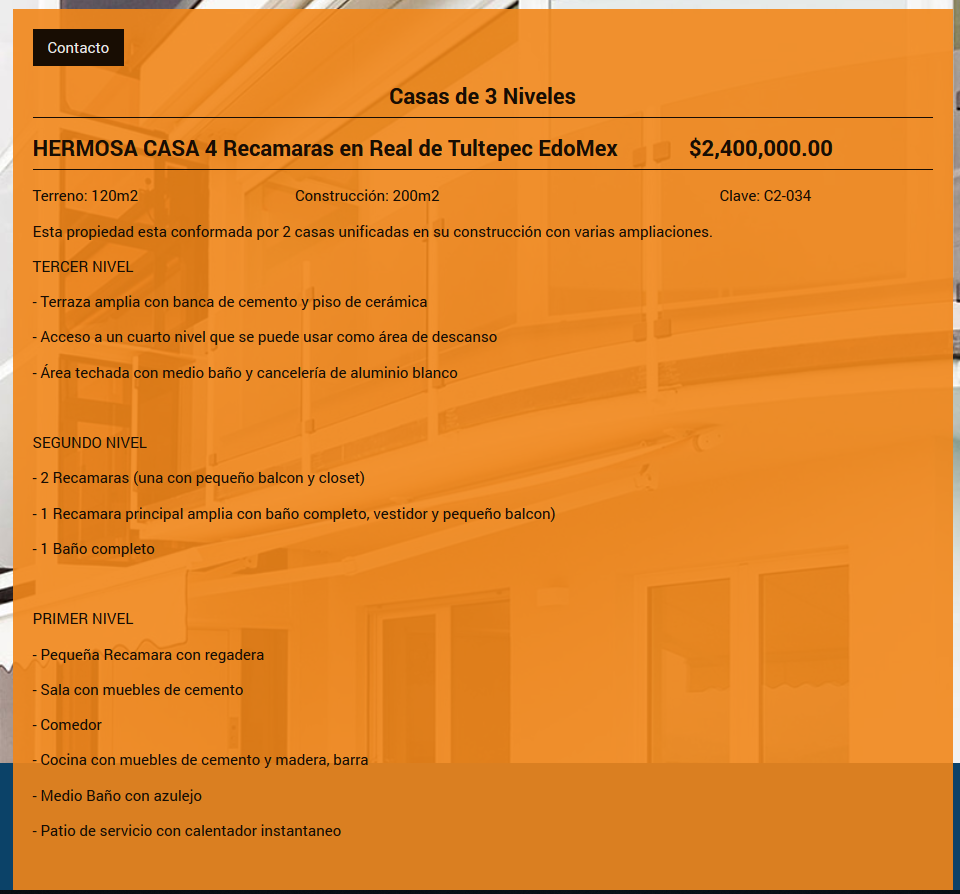 Contacto
Casas de 3 Niveles
HERMOSA CASA 4 Recamaras en Real de Tultepec EdoMex $2,400,000.00
Terreno: 120m2 Construcción: 200m2 Clave: C2-034
Esta propiedad esta conformada por 2 casas unificadas en su construcción con varias ampliaciones.
TERCER NIVEL
- Terraza amplia con banca de cemento y piso de cerámica
- Acceso a un cuarto nivel que se puede usar como área de descanso
- Área techada con medio baño y cancelería de aluminio blanco
SEGUNDO NIVEL
- 2 Recamaras (una con pequeño balcon y closet)
- 1 Recamara principal amplia con baño completo, vestidor y pequeño balcon)
- 1 Baño completo
PRIMER NIVEL
- Pequeña Recamara con regadera
- Sala con muebles de cemento
- Comedor
- Cocina con muebles de cemento y madera, barra
- Medio Baño con azulejo
- Patio de servicio con calentador instantaneo